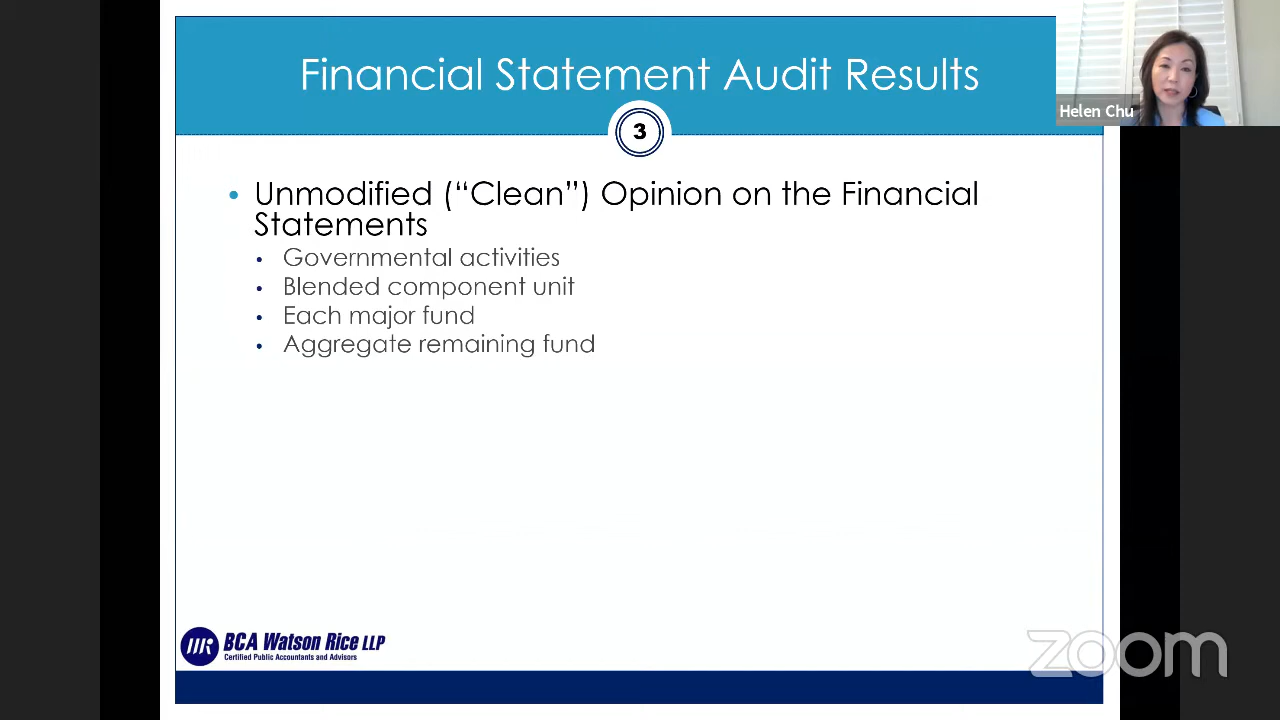 Financial Statement Audit Results
Helen Chu
3
• Unmodified (“Clean”) Opinion on the Financial
Statements
• Governmental activities
• Blended component unit
• Each major fund
• Aggregate remaining fund
BCA Watson Rice LLP
Certified Public Accountants and Advisors
zoom